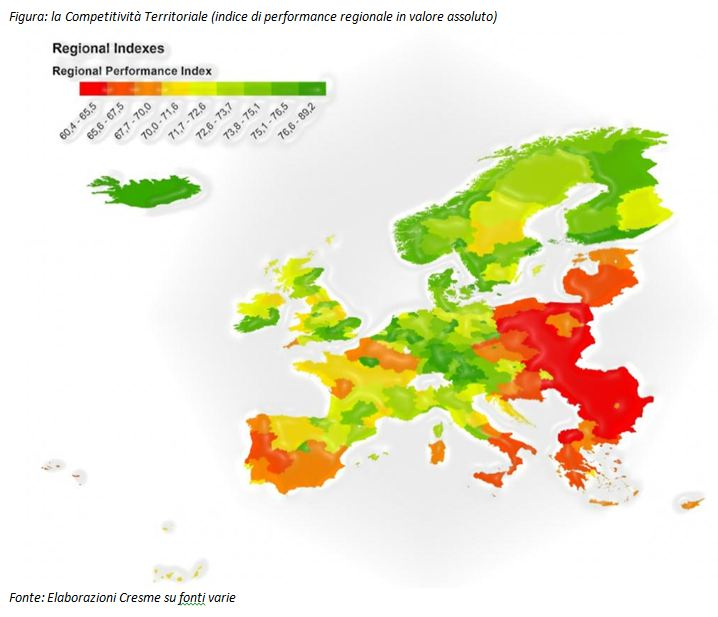 Figura: la Competitività Territoriale (indice di performance regionale in valore assoluto)
Regional Indexes
Regional Performance Index
60,4 - 65,5
65,6 - 67,5
67,7 - 70,0
70,0 - 71,6
71,7 - 72,6
72,6 - 73,7
73,8 - 75,1
75,1 - 76,5
76,6 - 89,2
Fonte: Elaborazioni Cresme su fonti varie